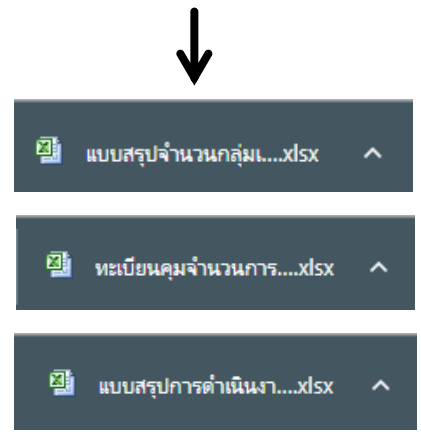 แบบสรุปจำนวนกลุ่มเ....xlsx
ทะเบียนคุมจำนวนการ....xlsx
แบบสรุปการดำเนินงา....xlsx